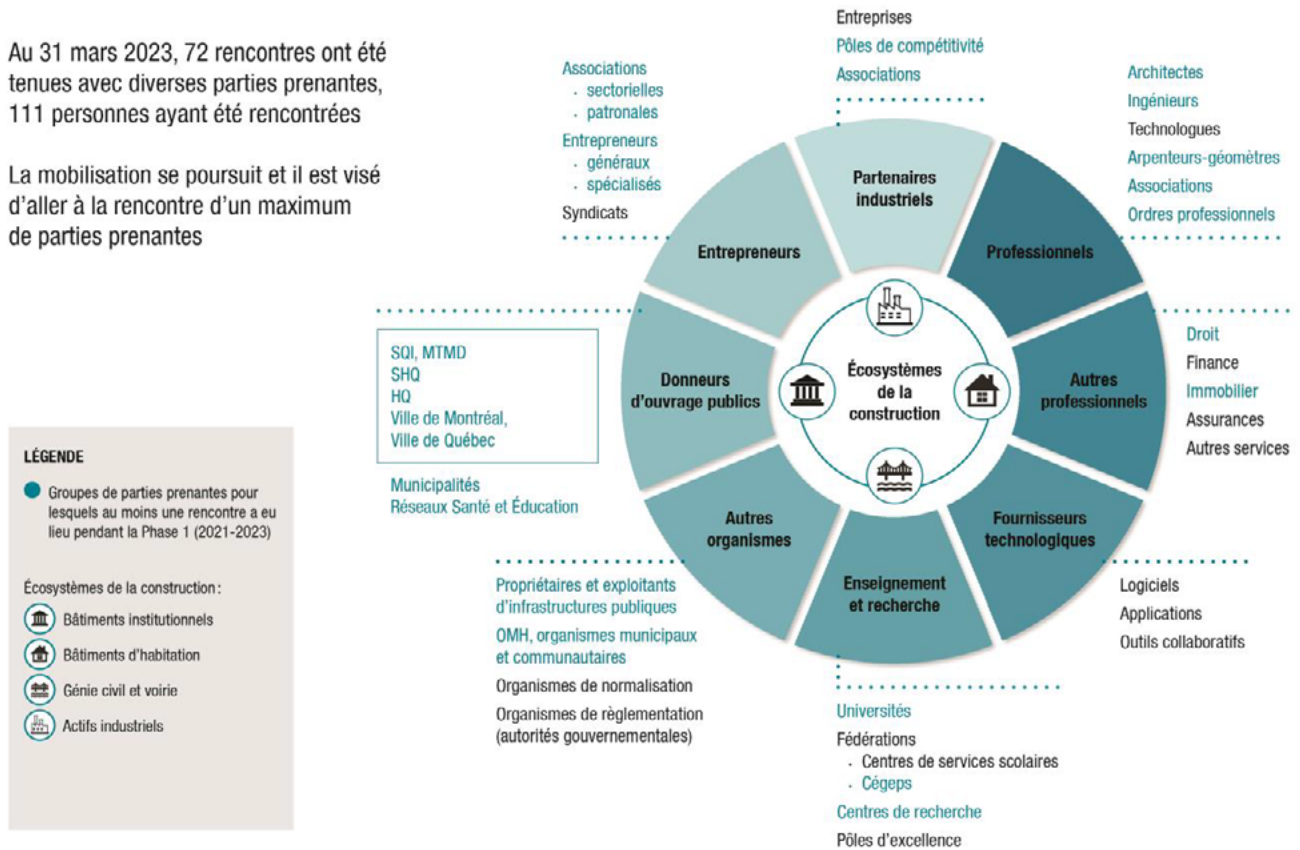 Au 31 mars 2023, 72 rencontres ont été
tenues avec diverses parties prenantes,
111 personnes ayant été rencontrées
La mobilisation se poursuit et il est visé
d'aller à la rencontre d'un maximum
de parties prenantes
Associations
· sectorielles
· patronales
Entrepreneurs
· généraux
· spécialisés
Syndicats
Entreprises
Pôles de compétitivité
Associations
Architectes
Ingénieurs
Technologues
Arpenteurs-géomètres
Associations
Ordres professionnels
Partenaires
industriels
Entrepreneurs
Professionnels
SQI, MTMD
SHQ
HQ
Ville de Montréal,
Ville de Québec
Municipalités
Réseaux Santé et Éducation
Donneurs
d'ouvrage publics
Écosystèmes
de la
construction
Autres
professionnels
Droit
Finance
Immobilier
Assurances
Autres services
Autres
organismes
Enseignement
et recherche
Fournisseurs
technologiques
Propriétaires et exploitants
d'infrastructures publiques
OMH, organismes municipaux
et communautaires
Organismes de normalisation
Organismes de règlementation
(autorités gouvernementales)
Universités
Fédérations
· Centres de services scolaires
· Cégeps
Centres de recherche
Pôles d'excellence
Logiciels
Applications
Outils collaboratifs
LÉGENDE
Groupes de parties prenantes pour
lesquels au moins une rencontre a eu
lieu pendant la Phase 1 (2021-2023)
Écosystèmes de la construction :
Bâtiments institutionnels
Bâtiments d'habitation
Génie civil et voirie
Actifs industriels